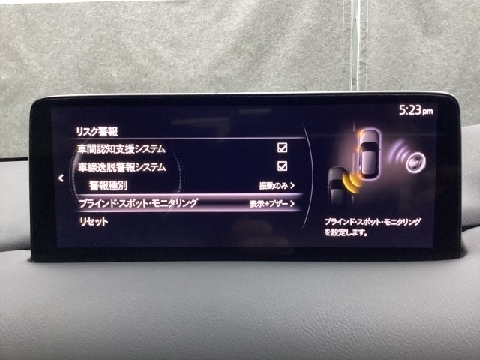 5:23 pm
リスク警報
車間認知支援システム
車線逸脱警報システム
警報種別 振動のみ >
ブラインド・スポット・モニタリング 表示+ブザー >
リセット
ブラインド・スポット・モニタリング
を設定します。